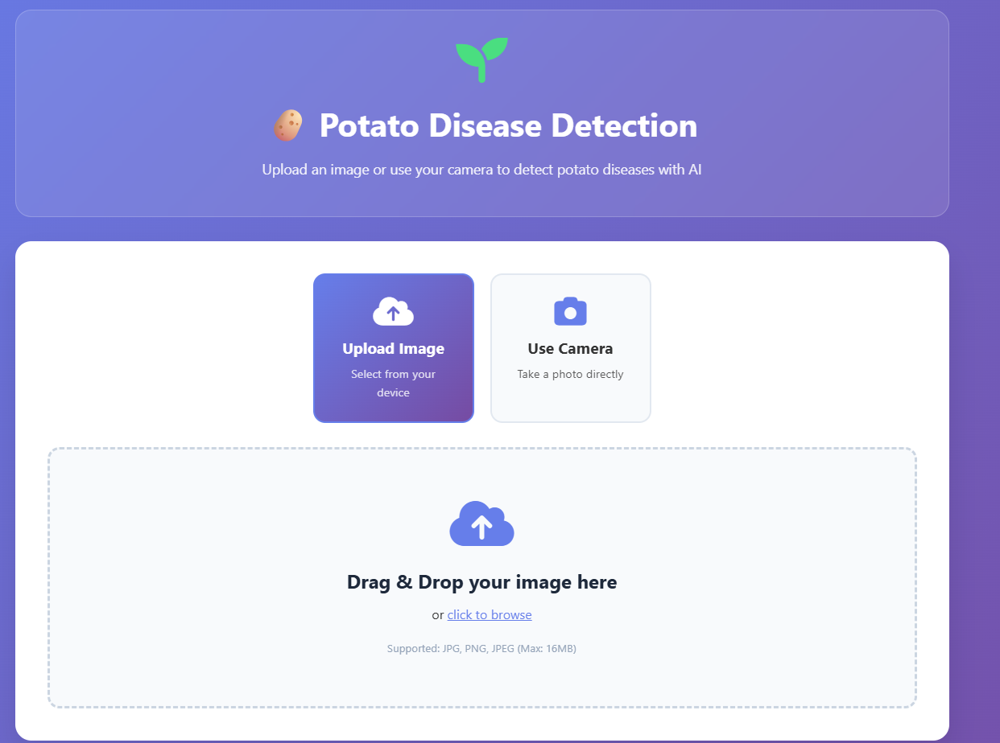 Potato Disease Detection
Upload an image or use your camera to detect potato diseases with AI
Upload Image
Select from your
device
Use Camera
Take a photo directly
Drag & Drop your image here
or click to browse
Supported: JPG, PNG, JPEG (Max: 16MB)